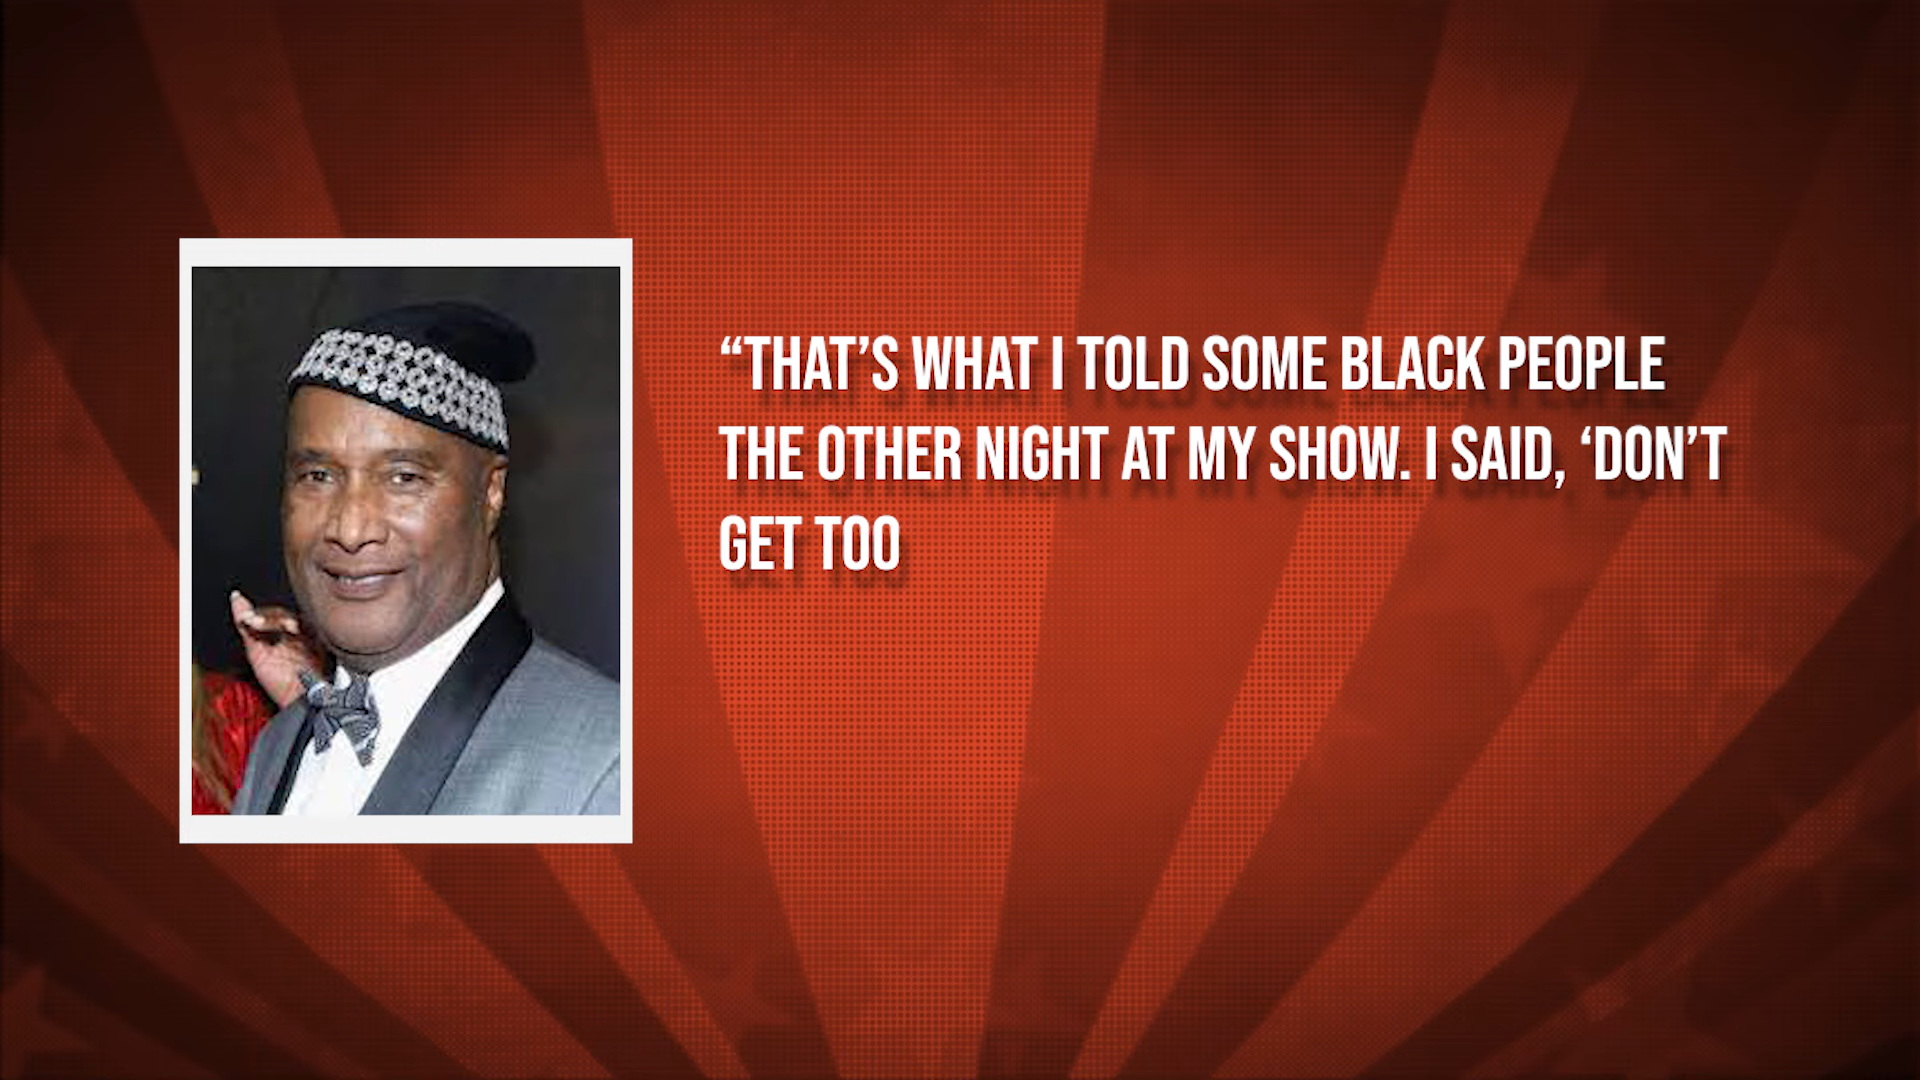 “THAT’S WHAT I TOLD SOME BLACK PEOPLE
THE OTHER NIGHT AT MY SHOW. I SAID, ‘DON’T
GET TOO